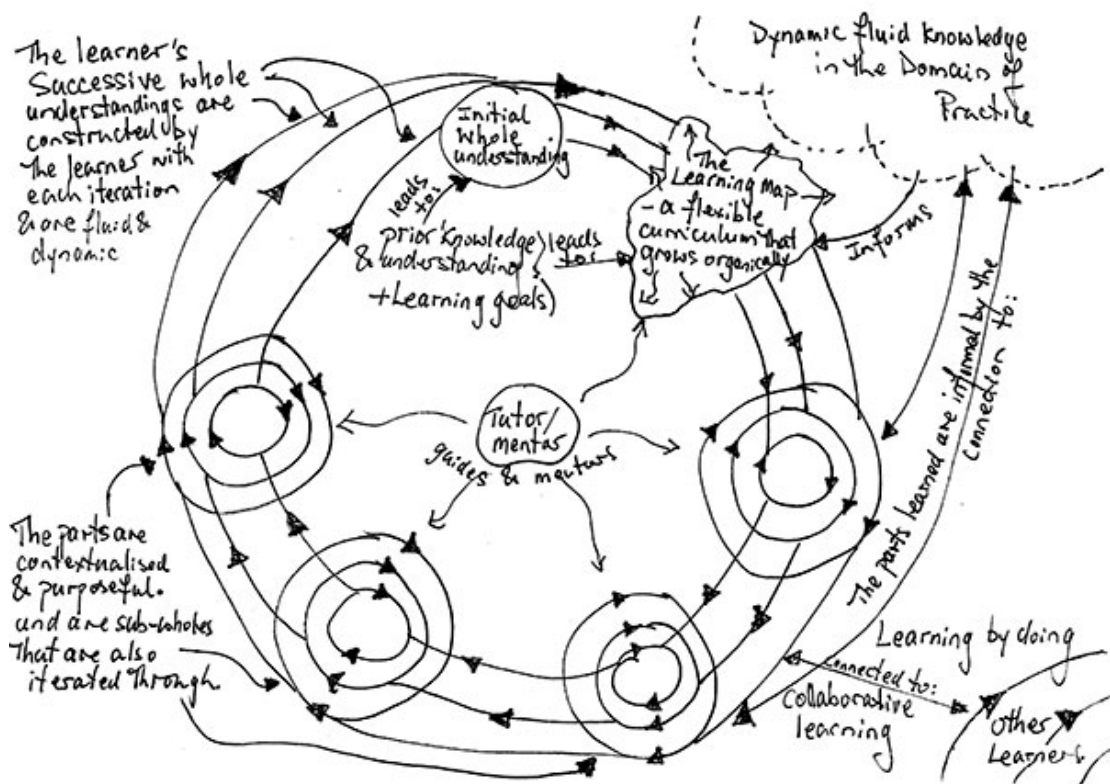 The learner's
Successive whole
understandings are
constructed by
The learner with
each iteration
& are fluid &
dynamic
Initial
whole
understanding
leads
to:
prior knowledge
& understanding
+ Learning goals
leads
to:
The
Learning Map
- a flexible
curriculum that
grows organically
Dynamic fluid knowledge
in the Domain of
Practice
Informs
The parts learned are informed by the
connection to:
Tutor/
mentor
guides & mentors
The parts are
contextualised
& purposeful.
and are sub-wholes
That are also
iterated Through.
Learning by doing
connected to:
collaborative
learning
other
Learners